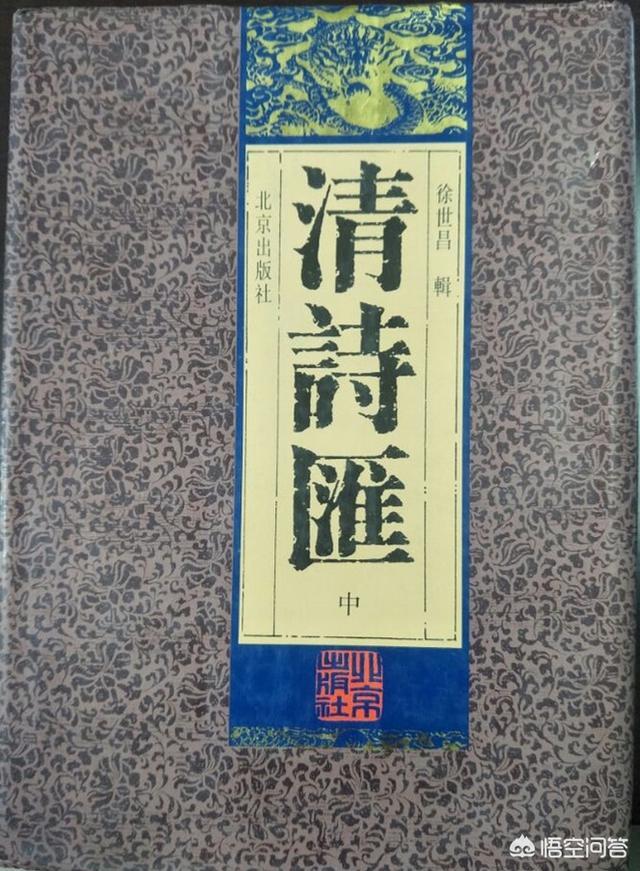 徐世昌 輯
清詩匯
中
北京出版社
北京出版社
悟空问答